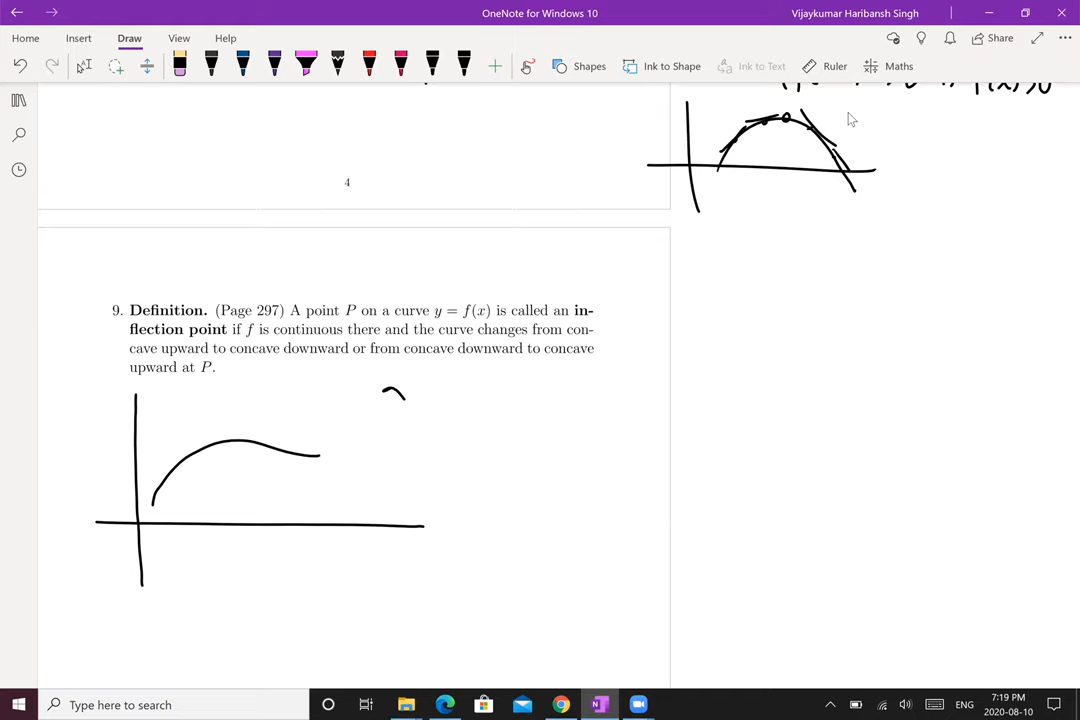 OneNote for Windows 10
Vijaykumar Haribansh Singh
Home Insert Draw View Help
Share
Shapes
Ink to Shape
Ink to Text
Ruler
Maths
4
9. Definition. (Page 297) A point P on a curve y = f(x) is called an in-
flection point if f is continuous there and the curve changes from con-
cave upward to concave downward or from concave downward to concave
upward at P.
Type here to search
ENG
7:19 PM
2020-08-10